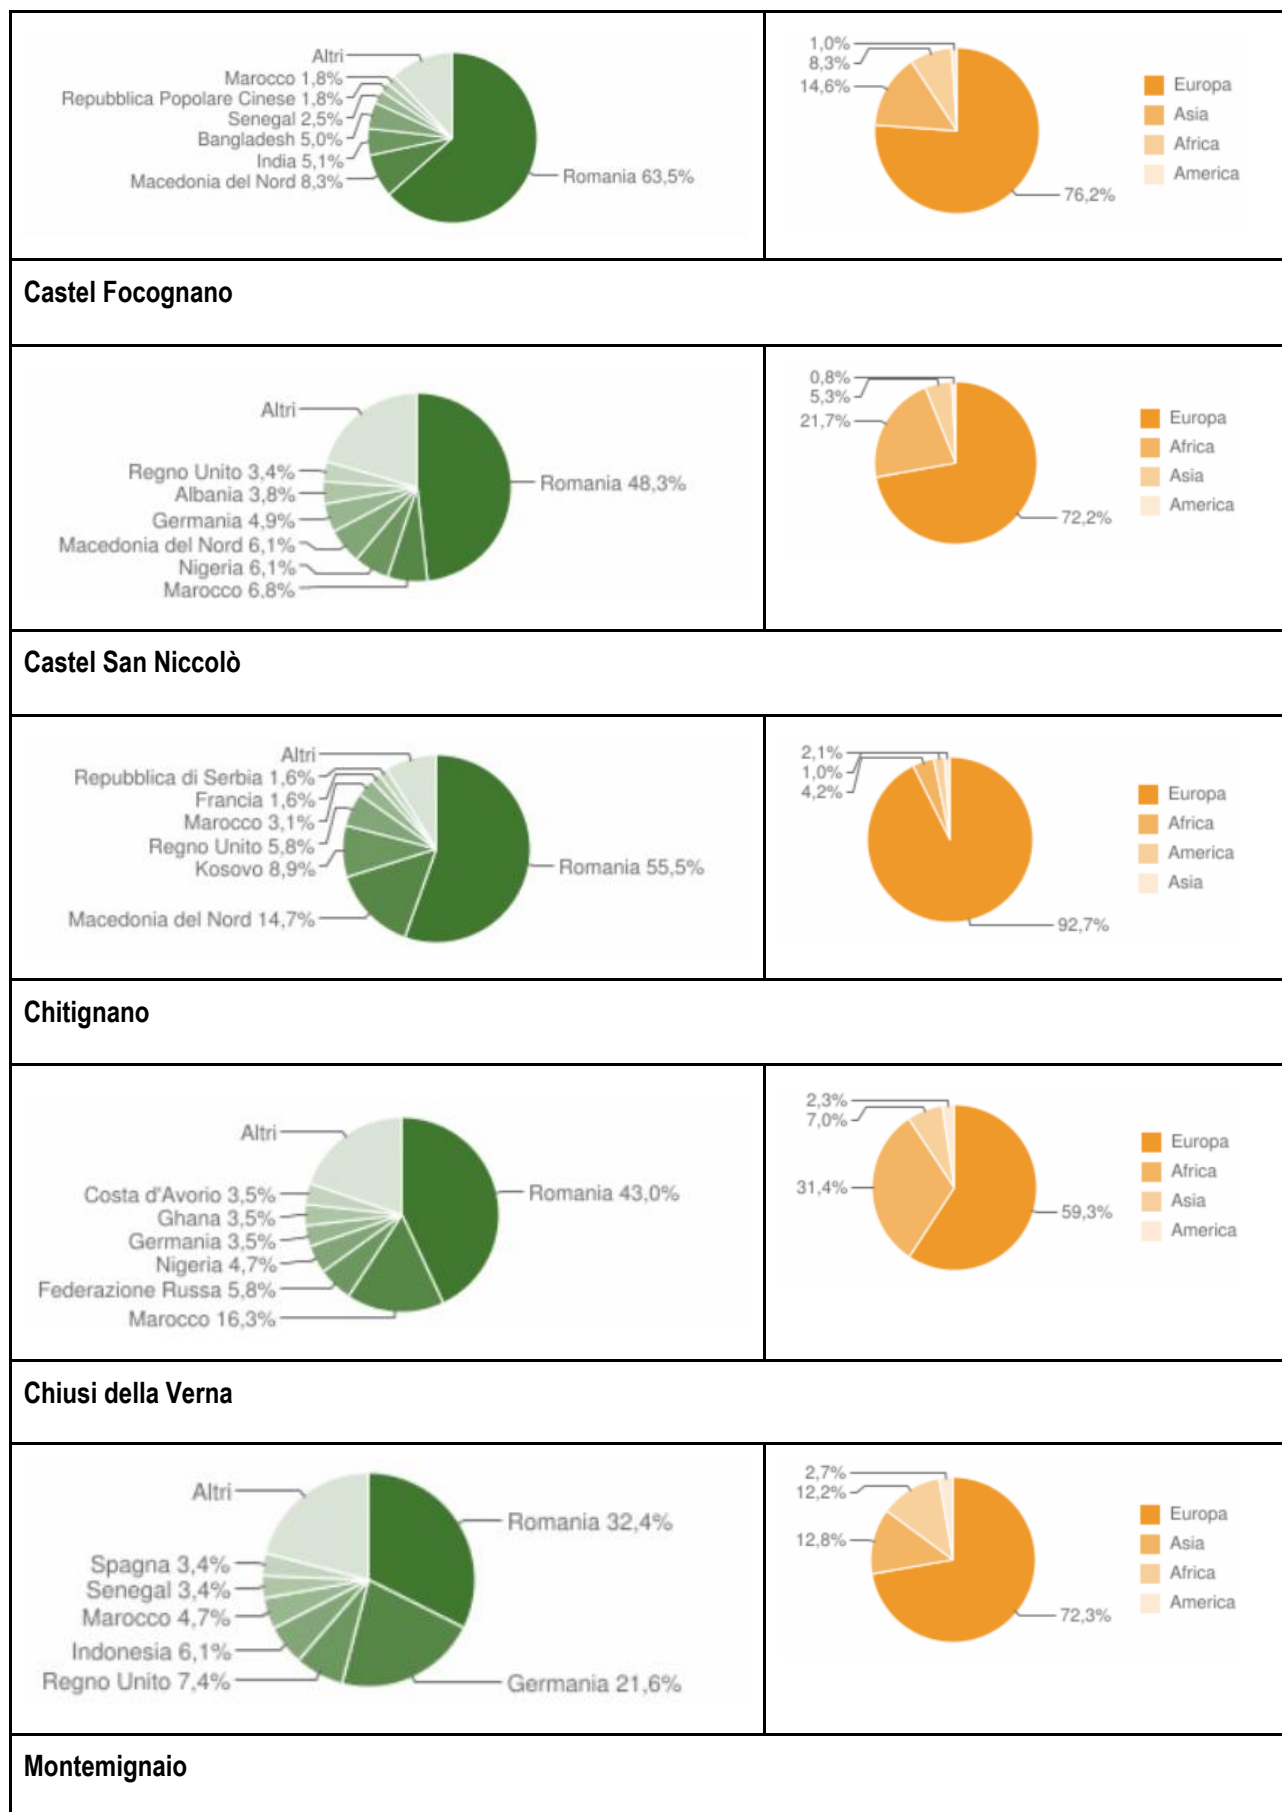 Altri
Marocco 1,8%
Repubblica Popolare Cinese 1,8%
Senegal 2,5%
Bangladesh 5,0%
India 5,1%
Macedonia del Nord 8,3%
Romania 63,5%
1,0%
8,3%
14,6%
76,2%
Europa
Asia
Africa
America
Castel Focognano
Altri
Regno Unito 3,4%
Albania 3,8%
Germania 4,9%
Macedonia del Nord 6,1%
Nigeria 6,1%
Marocco 6,8%
Romania 48,3%
0,8%
5,3%
21,7%
72,2%
Europa
Africa
Asia
America
Castel San Niccolò
Altri
Repubblica di Serbia 1,6%
Francia 1,6%
Marocco 3,1%
Regno Unito 5,8%
Kosovo 8,9%
Macedonia del Nord 14,7%
Romania 55,5%
2,1%
1,0%
4,2%
92,7%
Europa
Africa
America
Asia
Chitignano
Altri
Costa d'Avorio 3,5%
Ghana 3,5%
Germania 3,5%
Nigeria 4,7%
Federazione Russa 5,8%
Marocco 16,3%
Romania 43,0%
2,3%
7,0%
31,4%
59,3%
Europa
Africa
Asia
America
Chiusi della Verna
Altri
Spagna 3,4%
Senegal 3,4%
Marocco 4,7%
Indonesia 6,1%
Regno Unito 7,4%
Romania 32,4%
Germania 21,6%
2,7%
12,2%
12,8%
72,3%
Europa
Asia
Africa
America
Montemignaio